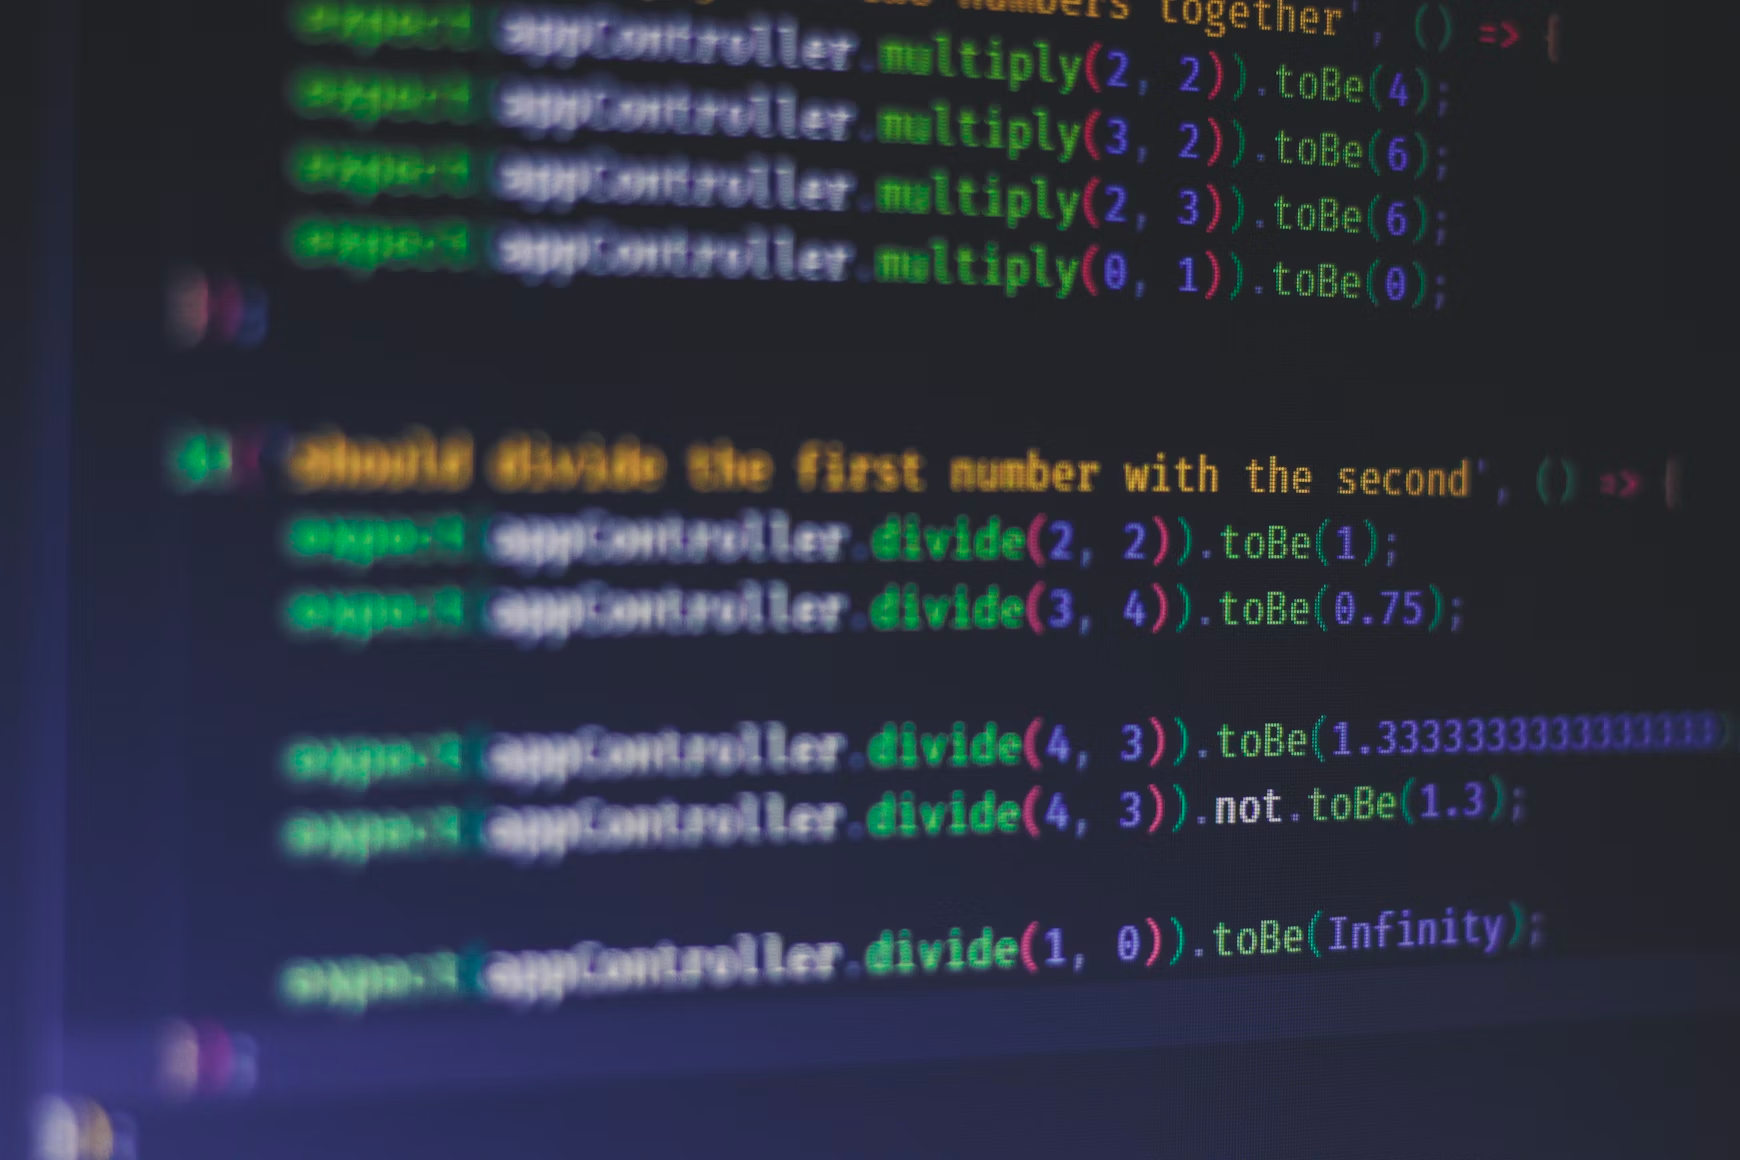 numbers together', () => {
expect(appController.multiply(2, 2)).toBe(4);
expect(appController.multiply(3, 2)).toBe(6);
expect(appController.multiply(2, 3)).toBe(6);
expect(appController.multiply(0, 1)).toBe(0);
});
it('should divide the first number with the second', () => {
expect(appController.divide(2, 2)).toBe(1);
expect(appController.divide(3, 4)).toBe(0.75);
expect(appController.divide(4, 3)).toBe(1.3333333333333333)
expect(appController.divide(4, 3)).not.toBe(1.3);
expect(appController.divide(1, 0)).toBe(Infinity);
});
});